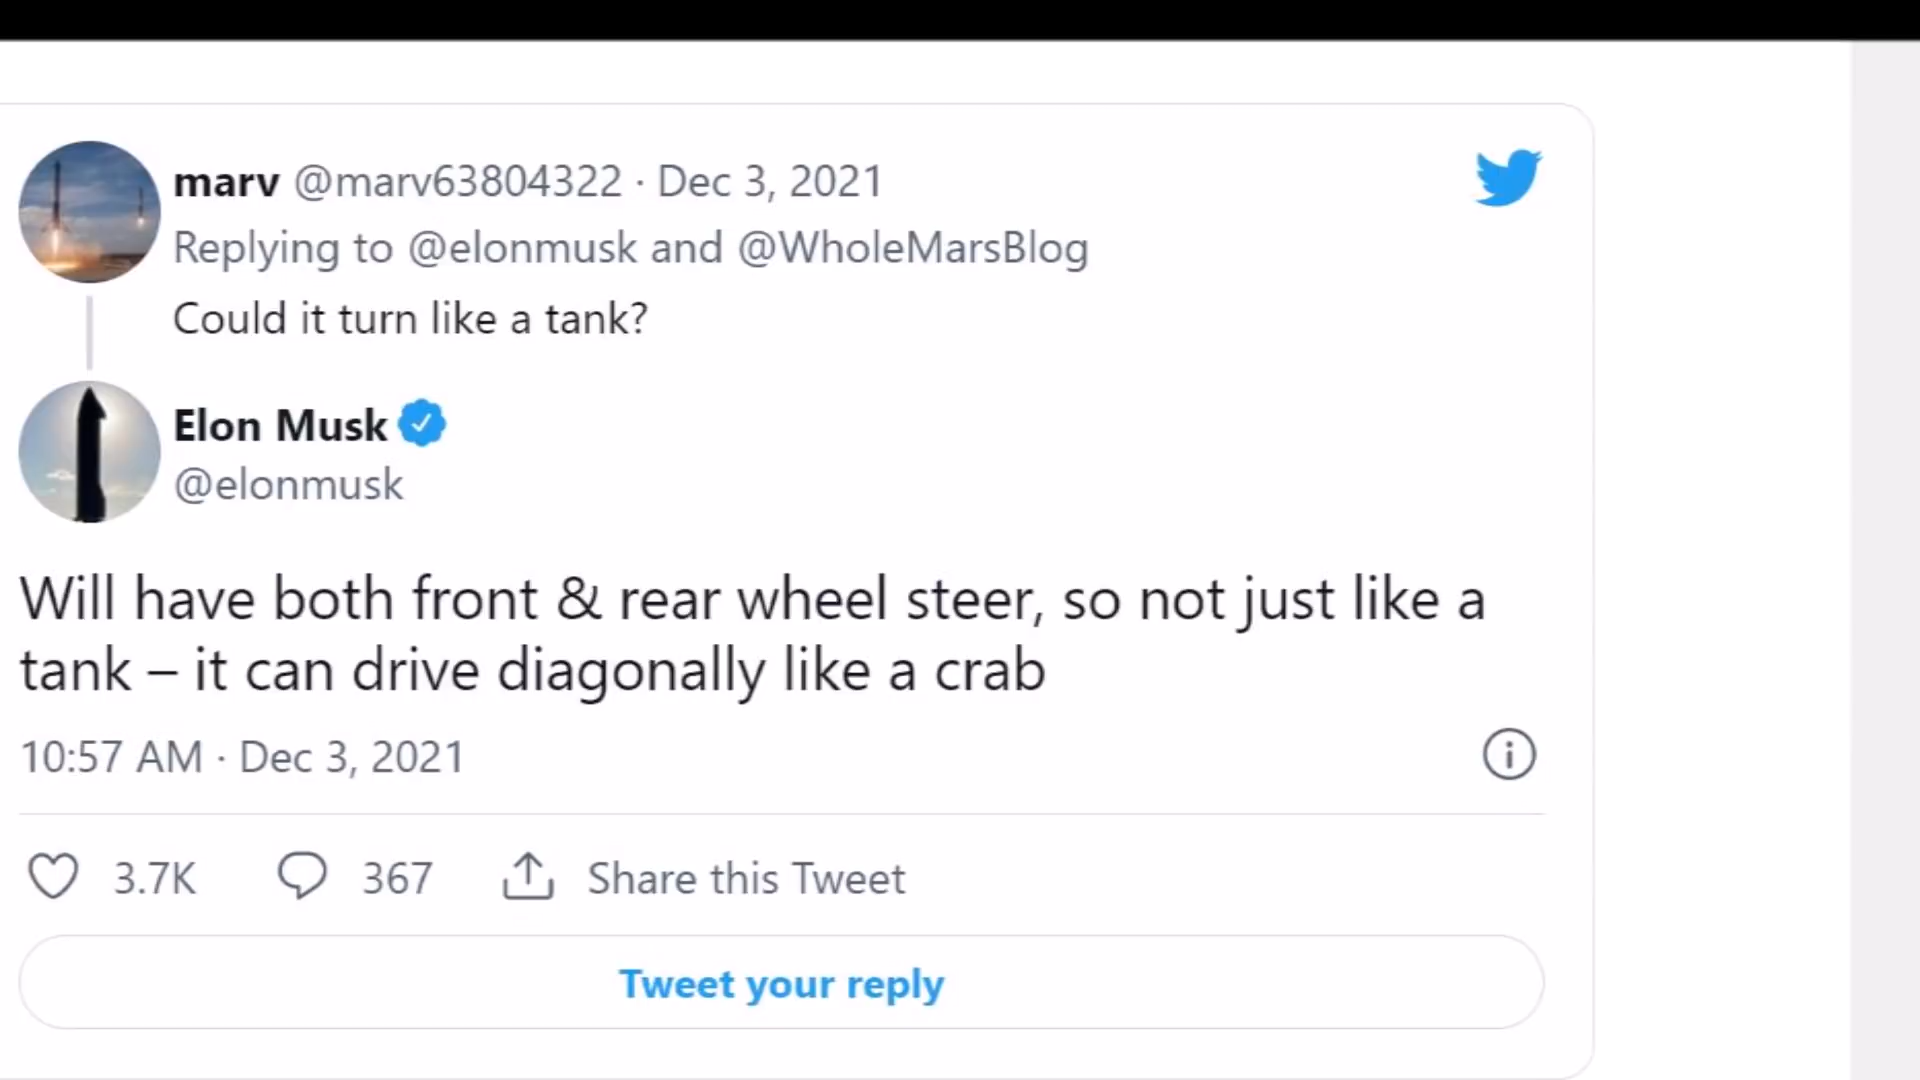 marv @marv63804322 · Dec 3, 2021
Replying to @elonmusk and @WholeMarsBlog
Could it turn like a tank?
Elon Musk
@elonmusk
Will have both front & rear wheel steer, so not just like a
tank – it can drive diagonally like a crab
10:57 AM · Dec 3, 2021
3.7K 367 Share this Tweet
Tweet your reply